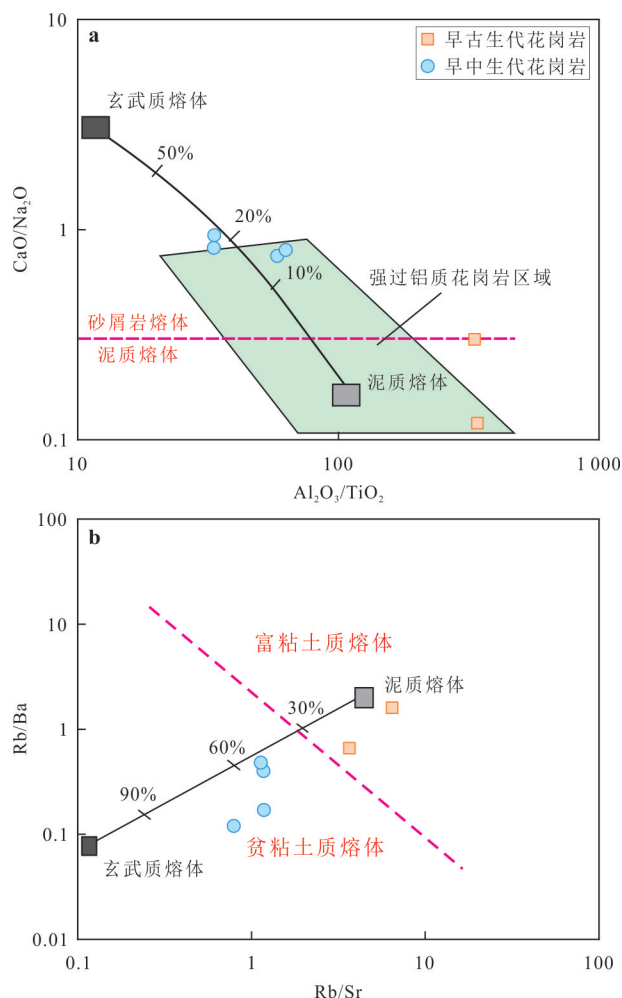 a
早古生代花岗岩
早中生代花岗岩
10
玄武质熔体
50%
CaO/Na₂O
1
20%
10%
强过铝质花岗岩区域
砂屑岩熔体
泥质熔体
泥质熔体
0.1
10
100
1 000
Al₂O₃/TiO₂
b
100
富粘土质熔体
10
泥质熔体
30%
Rb/Ba
1
60%
90%
0.1
玄武质熔体
贫粘土质熔体
0.01
0.1
1
10
100
Rb/Sr